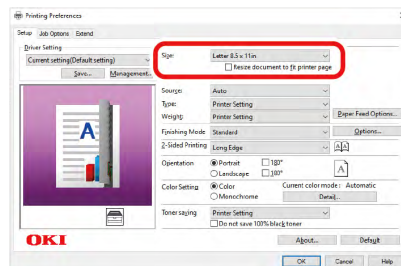 Printing Preferences
Setup Job Options Extend
Driver Setting
Current setting(Default setting)
Save... Management..
Size: Letter 8.5 x 11in
Resize document to fit printer page
Source: Auto
Type: Printer Setting
Weight: Printer Setting Paper Feed Options...
Finishing Mode Standard Options...
2-Sided Printing Long Edge
Orientation Portrait 180°
Landscape 180°
Color Setting Color Current color mode : Automatic
Monochrome Detail...
Toner saving Printer Setting
Do not save 100% black toner
A
A A
A
OKI
About... Default
OK Cancel Help